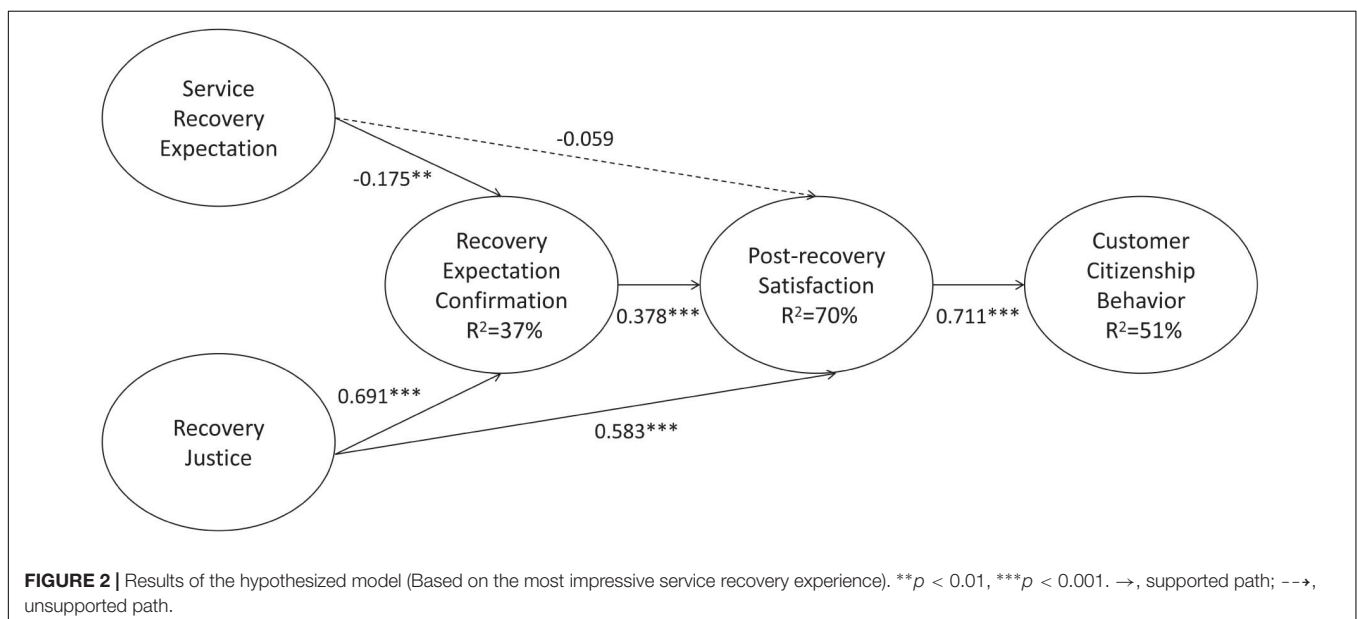 Service
Recovery
Expectation
-0.059
-0.175**
Recovery
Expectation
Confirmation
R²=37%
Post-recovery
Satisfaction
R²=70%
Customer
Citizenship
Behavior
R²=51%
0.378***
0.711***
0.691***
Recovery
Justice
0.583***
FIGURE 2 | Results of the hypothesized model (Based on the most impressive service recovery experience). **p < 0.01, ***p < 0.001. →, supported path; --→,
unsupported path.